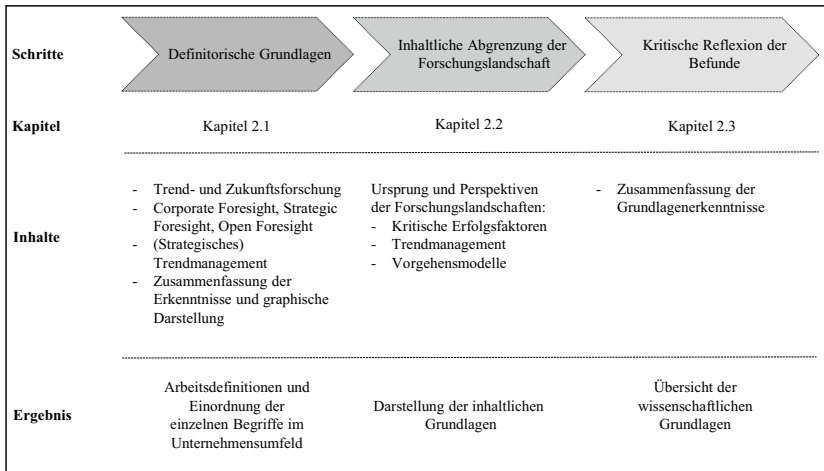 Schritte
Definitorische Grundlagen
Inhaltliche Abgrenzung der
Forschungslandschaft
Kritische Reflexion der
Befunde
Kapitel
Kapitel 2.1
Kapitel 2.2
Kapitel 2.3
Inhalte
- Trend- und Zukunftsforschung
- Corporate Foresight, Strategic
Foresight, Open Foresight
- (Strategisches)
Trendmanagement
- Zusammenfassung der
Erkenntnisse und graphische
Darstellung
Ursprung und Perspektiven
der Forschungslandschaften:
- Kritische Erfolgsfaktoren
- Trendmanagement
- Vorgehensmodelle
- Zusammenfassung der
Grundlagenerkenntnisse
Ergebnis
Arbeitsdefinitionen und
Einordnung der
einzelnen Begriffe im
Unternehmensumfeld
Darstellung der inhaltlichen
Grundlagen
Übersicht der
wissenschaftlichen
Grundlagen